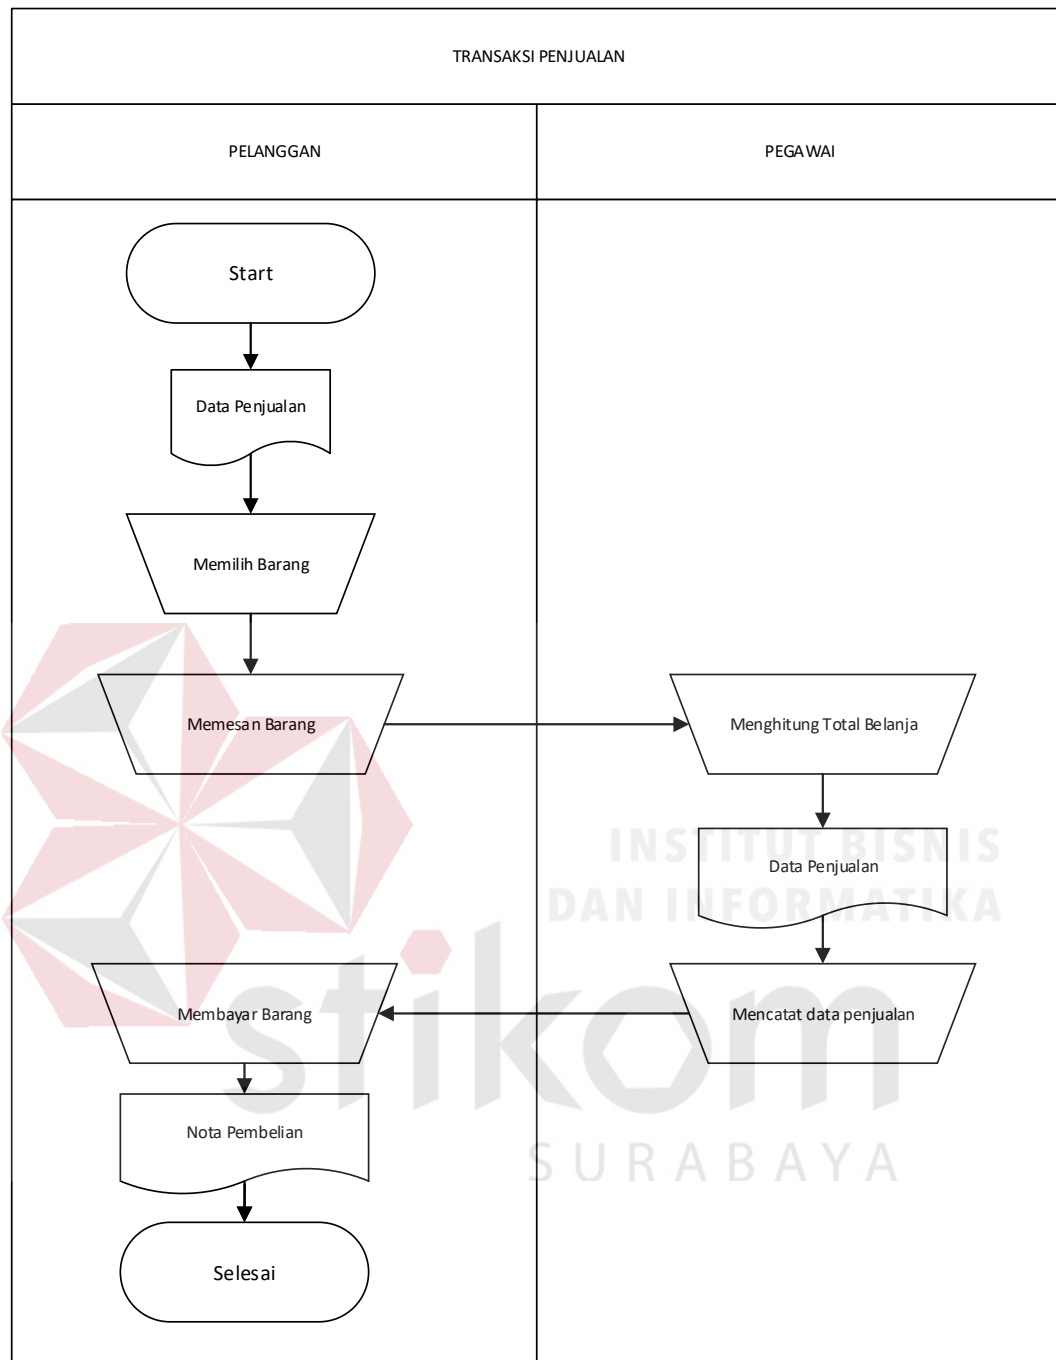 TRANSAKSI PENJUALAN
PELANGGAN
PEGAWAI
Start
Data Penjualan
Memilih Barang
Memesan Barang
Menghitung Total Belanja
Data Penjualan
Mencatat data penjualan
Membayar Barang
Nota Pembelian
Selesai
INSTITUT BISNIS
DAN INFORMATIKA
stikom
SURABAYA